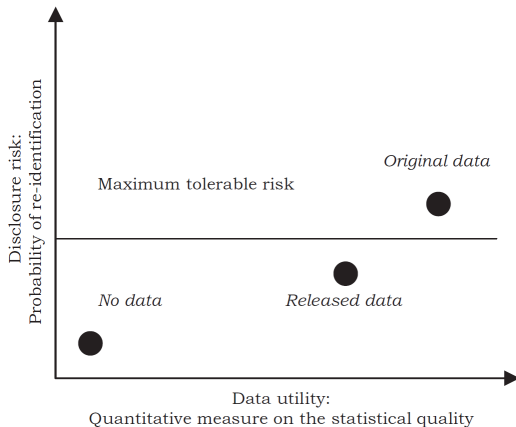 Disclosure risk:
Probability of re-identification
Original data
Maximum tolerable risk
No data
Released data
Data utility:
Quantitative measure on the statistical quality